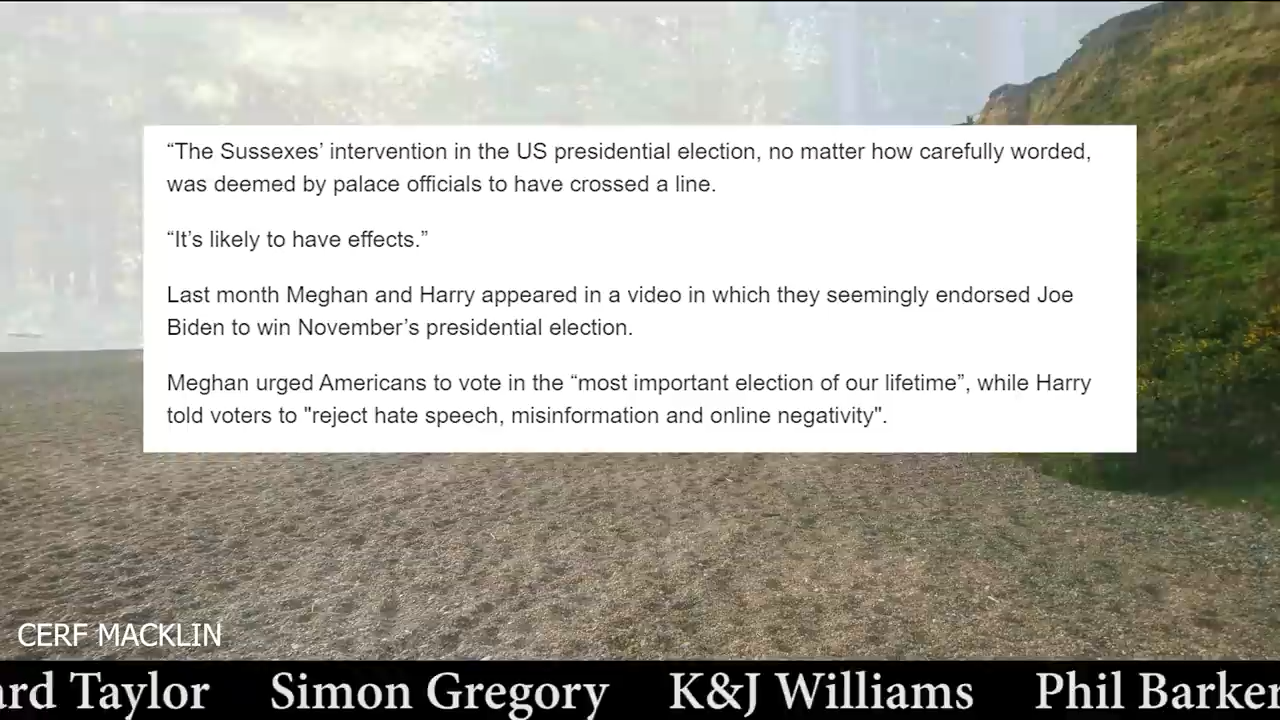 “The Sussexes’ intervention in the US presidential election, no matter how carefully worded,
was deemed by palace officials to have crossed a line.
“It’s likely to have effects.”
Last month Meghan and Harry appeared in a video in which they seemingly endorsed Joe
Biden to win November’s presidential election.
Meghan urged Americans to vote in the “most important election of our lifetime”, while Harry
told voters to "reject hate speech, misinformation and online negativity".
CERF MACKLIN
ard Taylor Simon Gregory K&J Williams Phil Barker